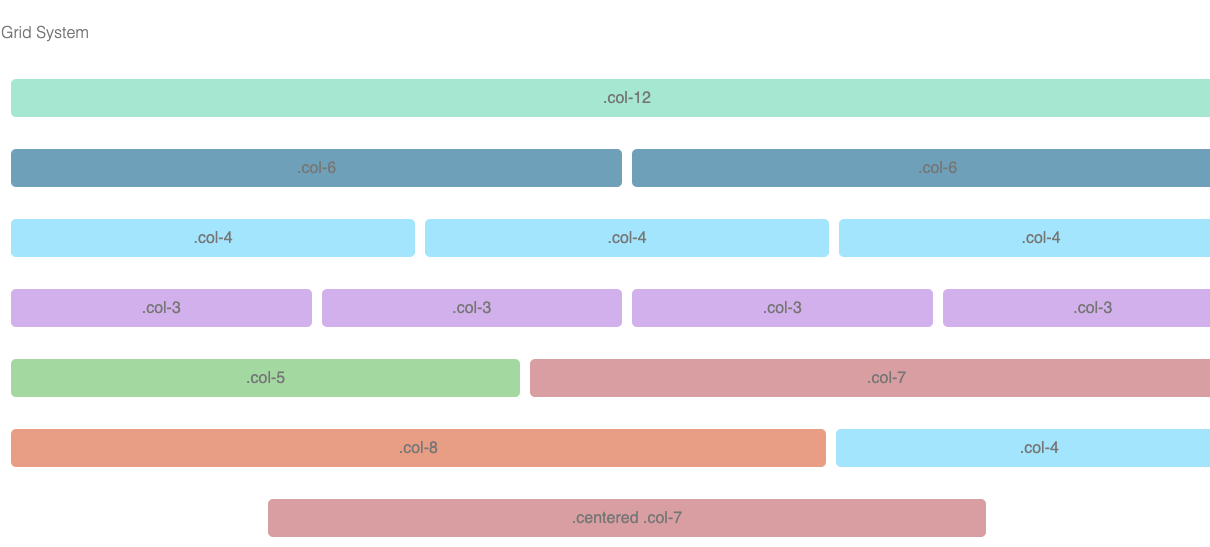 Grid System
.col-12
.col-6 .col-6
.col-4 .col-4 .col-4
.col-3 .col-3 .col-3 .col-3
.col-5 .col-7
.col-8 .col-4
.centered .col-7